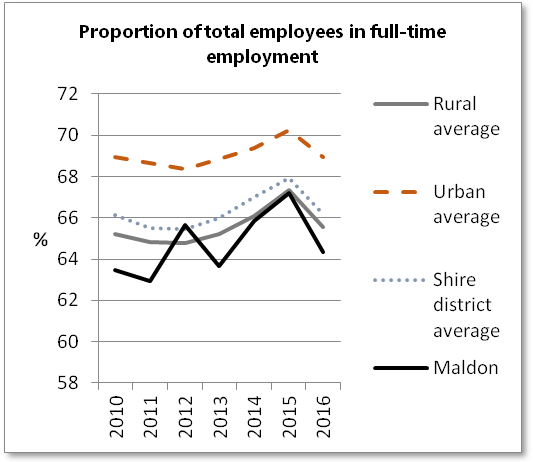 Proportion of total employees in full-time
employment
72
70
68
66
64
62
60
58
%
2010
2011
2012
2013
2014
2015
2016
Rural
average
Urban
average
Shire
district
average
Maldon